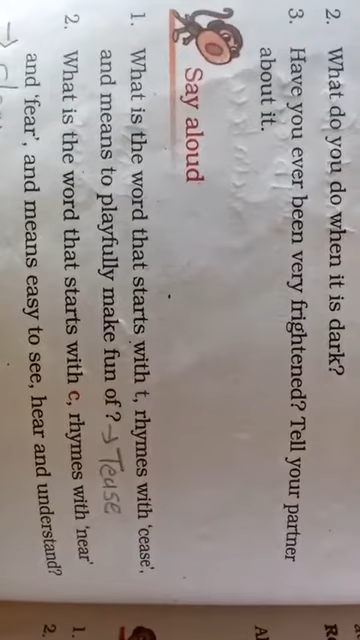 2. What do you do when it is dark?
3. Have you ever been very frightened? Tell your partner
about it.
Say aloud
1. What is the word that starts with t, rhymes with 'cease',
and means to playfully make fun of? → Tease
2. What is the word that starts with c, rhymes with 'near'
and 'fear', and means easy to see, hear and understand?
1.
2.